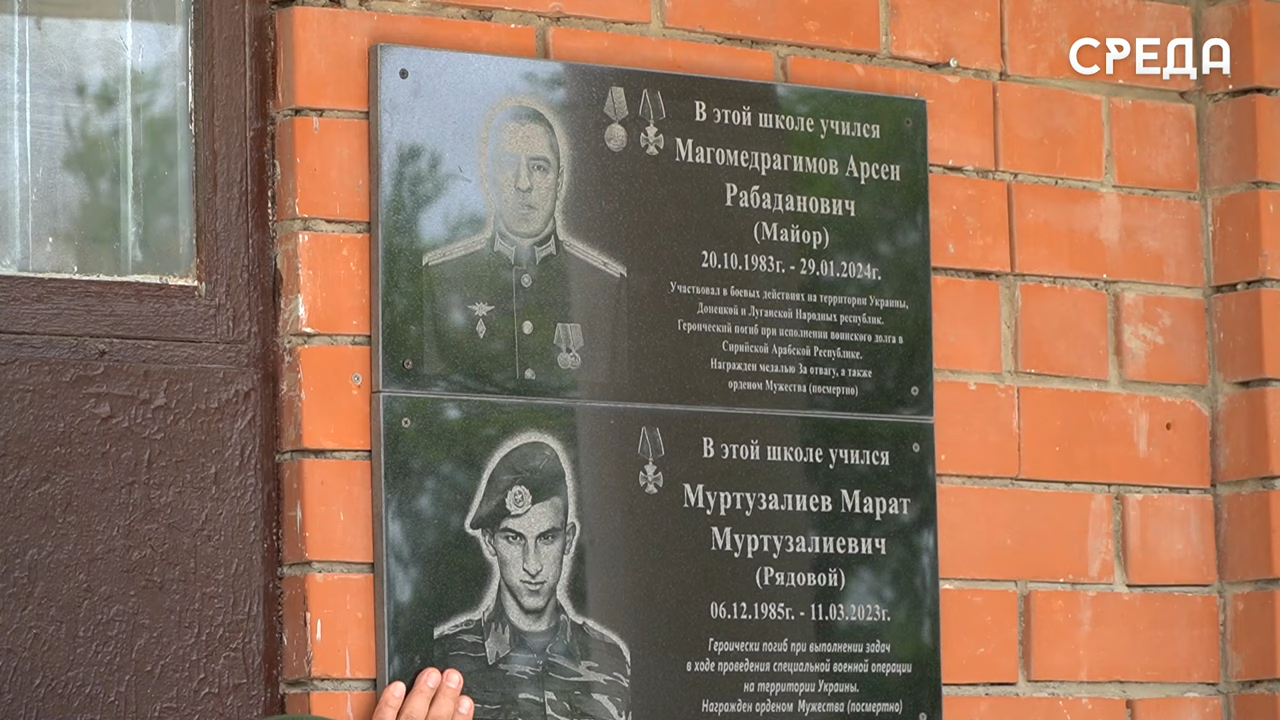 СРЕДА
В этой школе учился
Магомедрагимов Арсен
Рабаданович
(Майор)
20.10.1983г. - 29.01.2024г.
Участвовал в боевых действиях на территории Украины,
Донецкой и Луганской Народных республик.
Героический погиб при исполнении воинского долга в
Сирийской Арабской Республике.
Награжден медалью За отвагу, а также
орденом Мужества (посмертно)
В этой школе учился
Муртузалиев Марат
Муртузалиевич
(Рядовой)
06.12.1985г. - 11.03.2023г.
Героически погиб при выполнении задач
в ходе проведения специальной военной операции
на территории Украины.
Награжден орденом Мужества (посмертно)